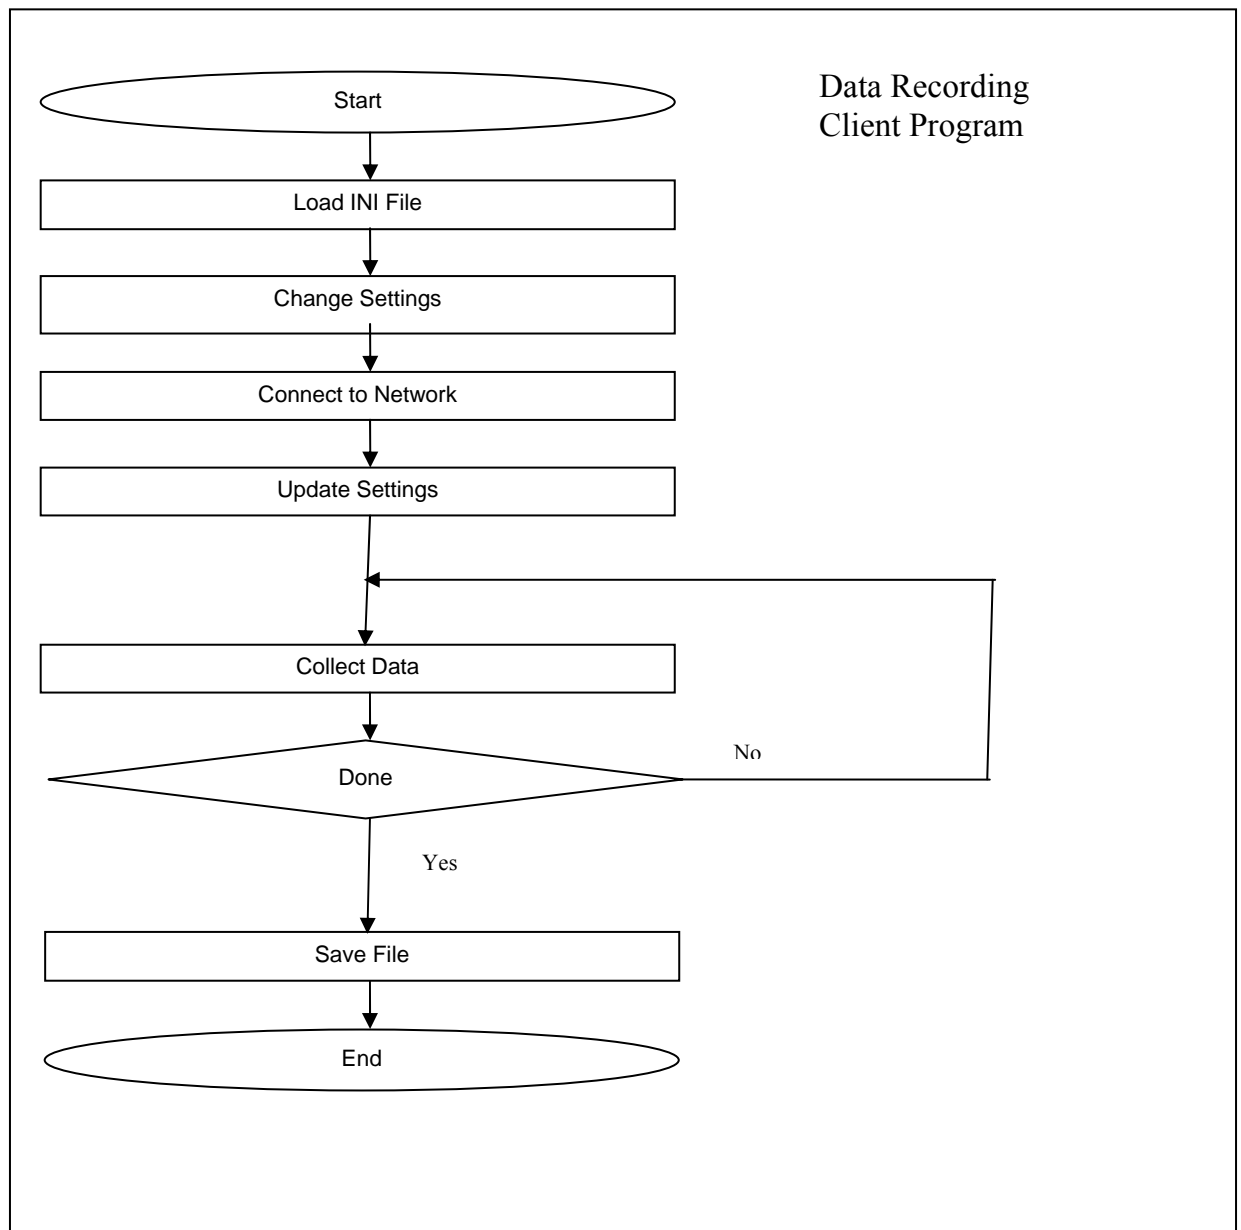 Start
Data Recording
Client Program
Load INI File
Change Settings
Connect to Network
Update Settings
Collect Data
Done
No
Yes
Save File
End